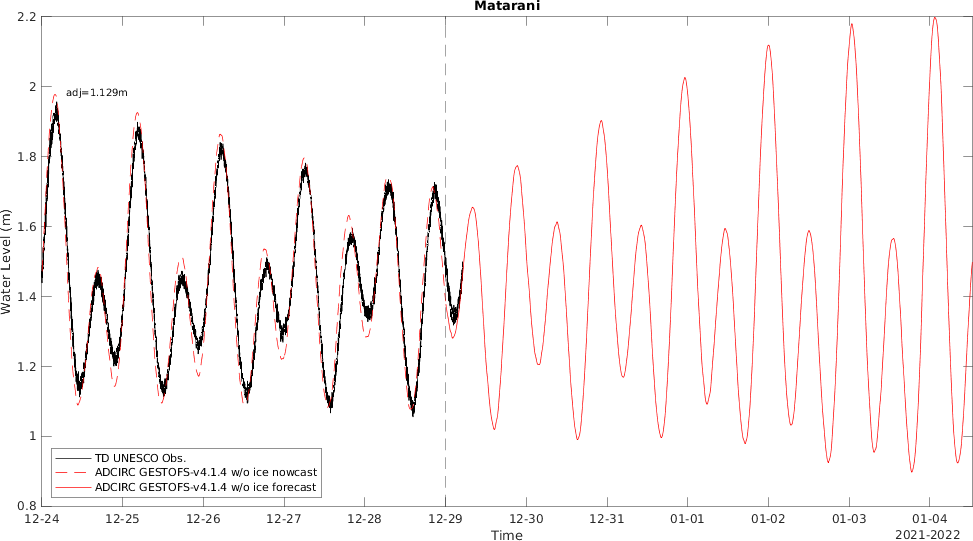 Matarani
2.2
2
1.8
1.6
1.4
1.2
1
0.8
Water Level (m)
adj=1.129m
TD UNESCO Obs.
ADCIRC GESTOFS-v4.1.4 w/o ice nowcast
ADCIRC GESTOFS-v4.1.4 w/o ice forecast
12-24 12-25 12-26 12-27 12-28 12-29 12-30 12-31 01-01 01-02 01-03 01-04
2021-2022
Time